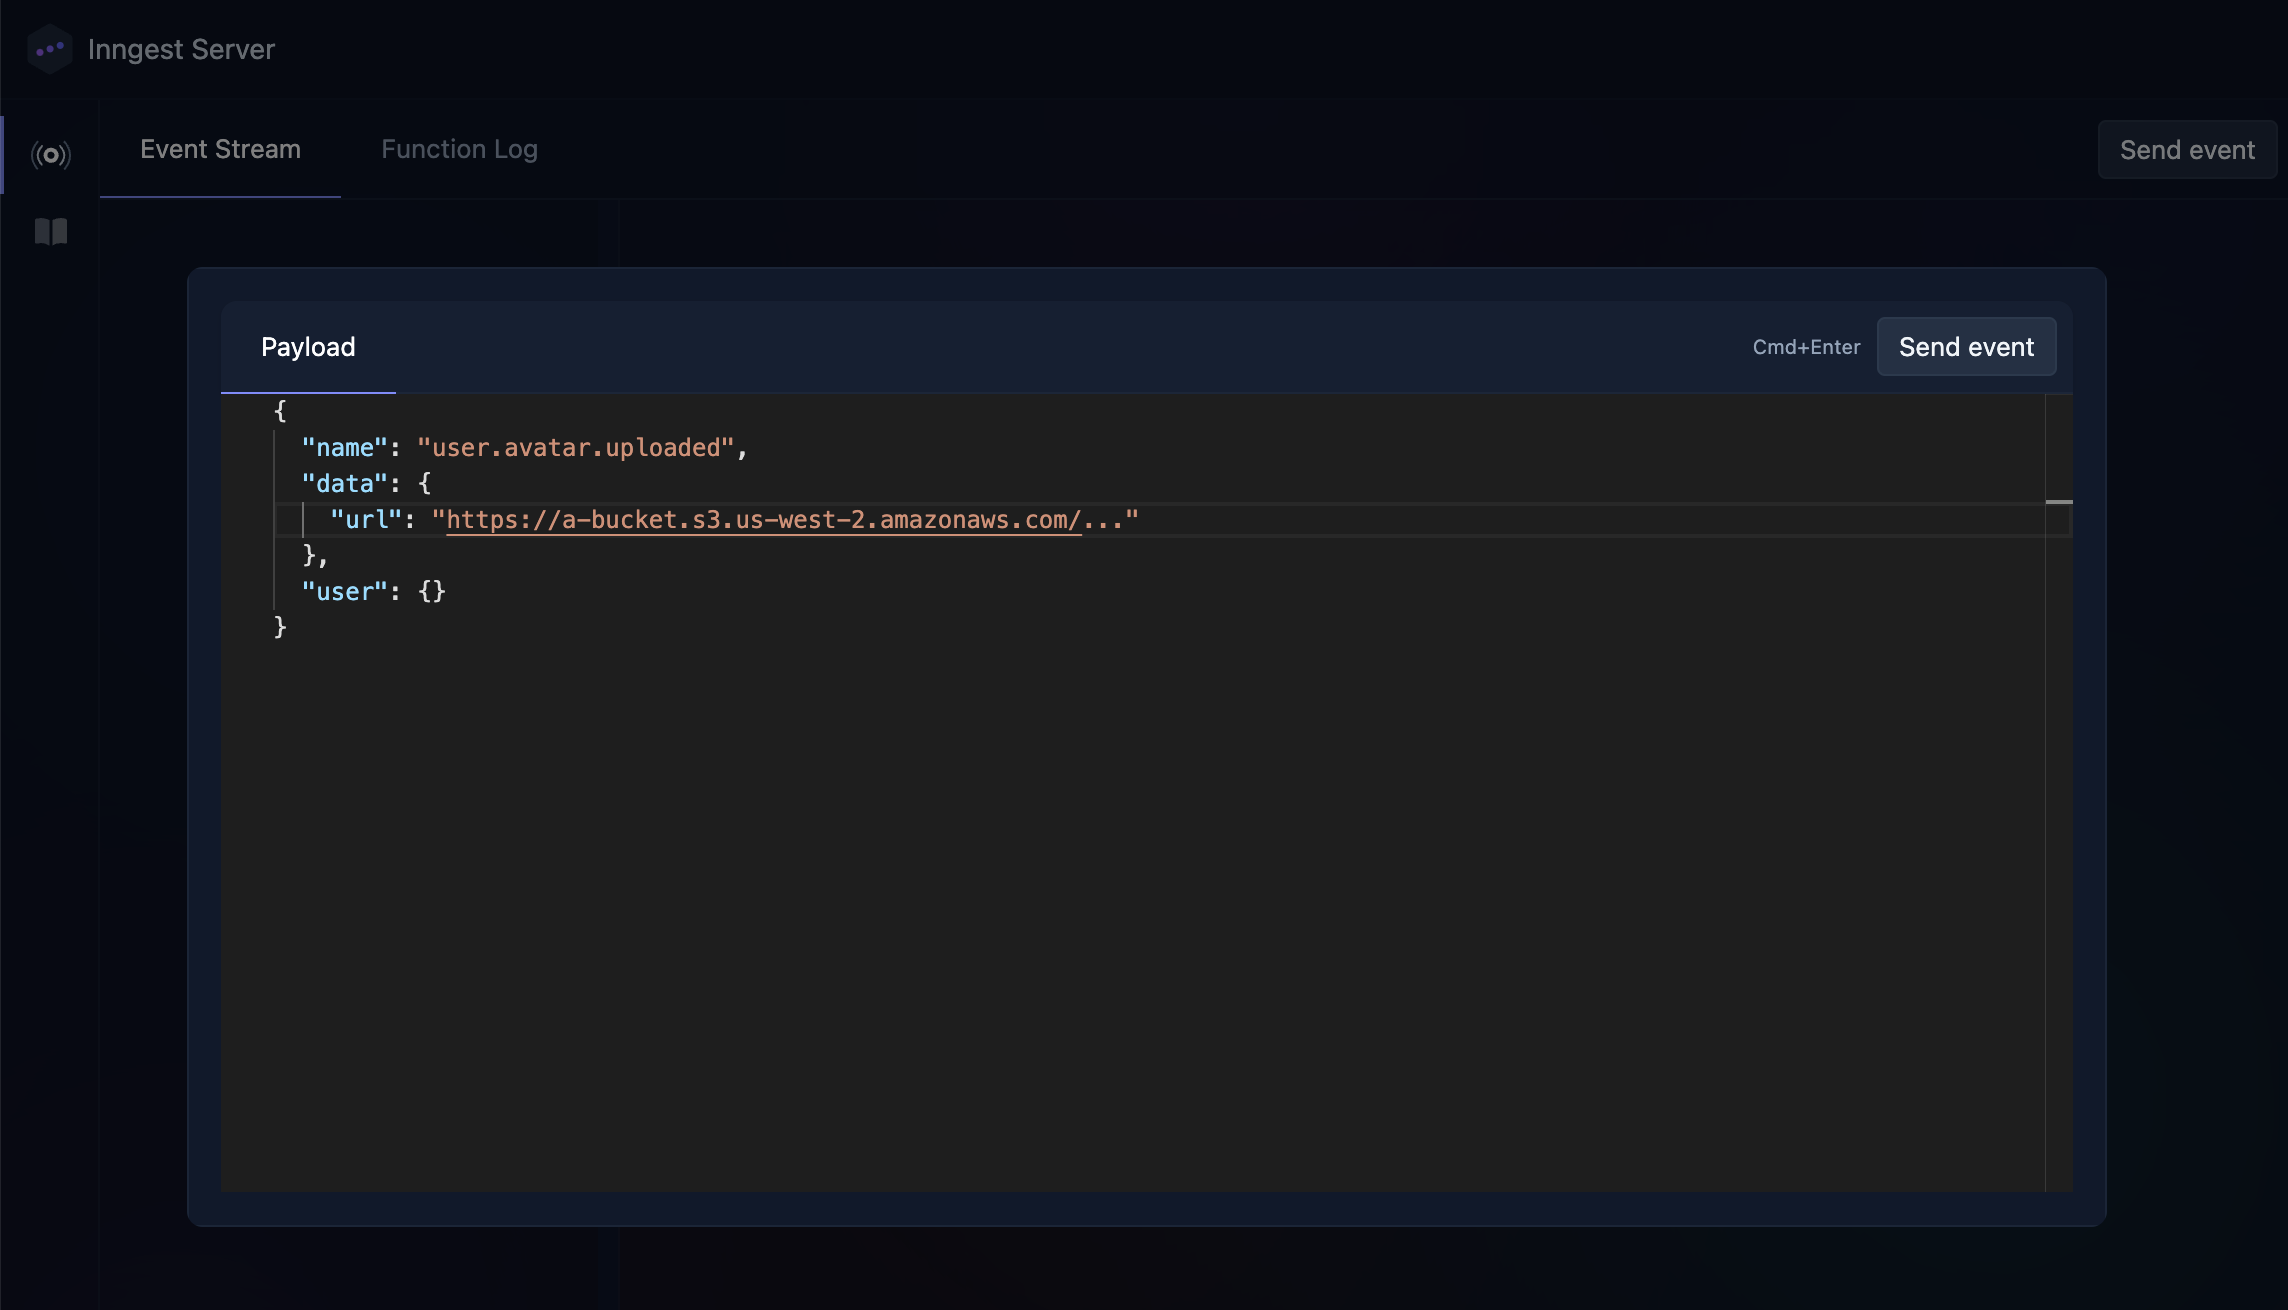 Inngest Server
Event Stream
Function Log
Send event
Payload
Cmd+Enter
Send event
{
  "name": "user.avatar.uploaded",
  "data": {
    "url": "https://a-bucket.s3.us-west-2.amazonaws.com/..."
  },
  "user": {}
}